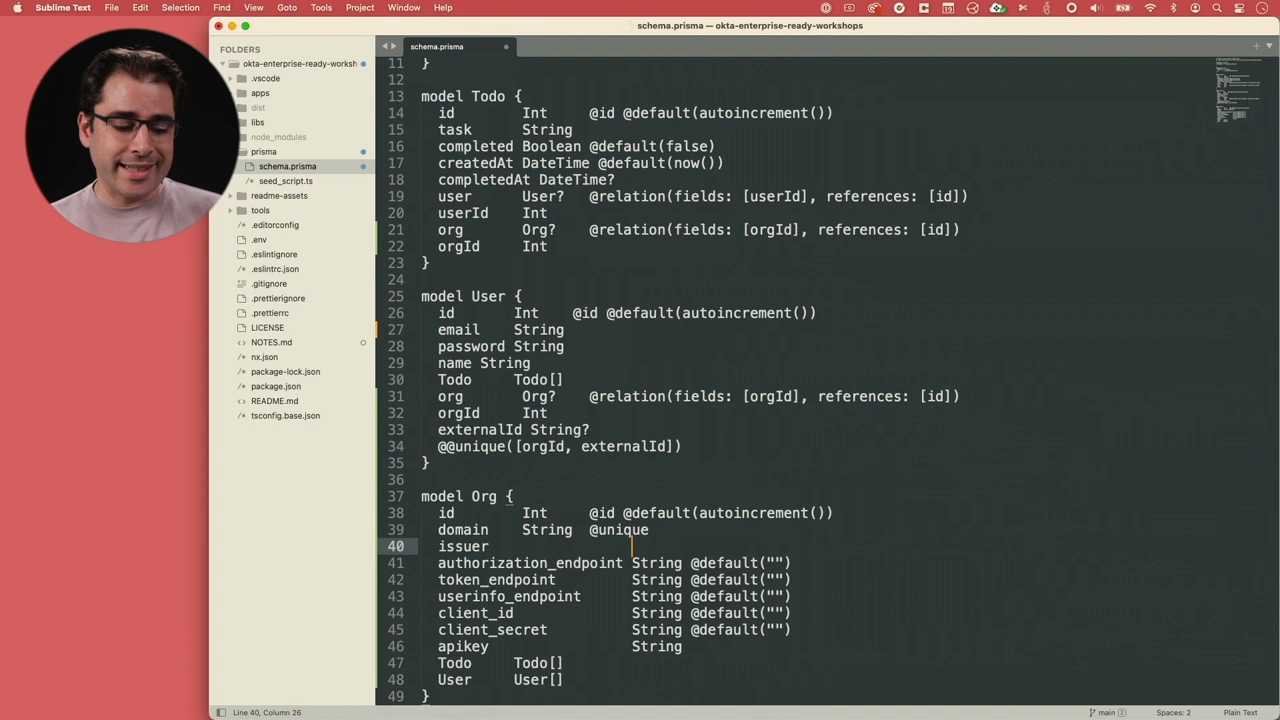 Sublime Text File Edit Selection Find View Goto Tools Project Window Help
schema.prisma — okta-enterprise-ready-workshops
FOLDERS
okta-enterprise-ready-worksh
.vscode
apps
dist
libs
node_modules
prisma
schema.prisma
seed_script.ts
readme-assets
tools
.editorconfig
.env
.eslintignore
.eslintrc.json
.gitignore
.prettierignore
.prettierrc
LICENSE
NOTES.md
nx.json
package-lock.json
package.json
README.md
tsconfig.base.json
schema.prisma
11 }
12
13 model Todo {
14 id Int @id @default(autoincrement())
15 task String
16 completed Boolean @default(false)
17 createdAt DateTime @default(now())
18 completedAt DateTime?
19 user User? @relation(fields: [userId], references: [id])
20 userId Int
21 org Org? @relation(fields: [orgId], references: [id])
22 orgId Int
23 }
24
25 model User {
26 id Int @id @default(autoincrement())
27 email String
28 password String
29 name String
30 Todo Todo[]
31 org Org? @relation(fields: [orgId], references: [id])
32 orgId Int
33 externalId String?
34 @@unique([orgId, externalId])
35 }
36
37 model Org {
38 id Int @id @default(autoincrement())
39 domain String @unique
40 issuer
41 authorization_endpoint String @default("")
42 token_endpoint String @default("")
43 userinfo_endpoint String @default("")
44 client_id String @default("")
45 client_secret String @default("")
46 apikey String
47 Todo Todo[]
48 User User[]
49 }
Line 40, Column 26
main 2
Spaces: 2
Plain Text